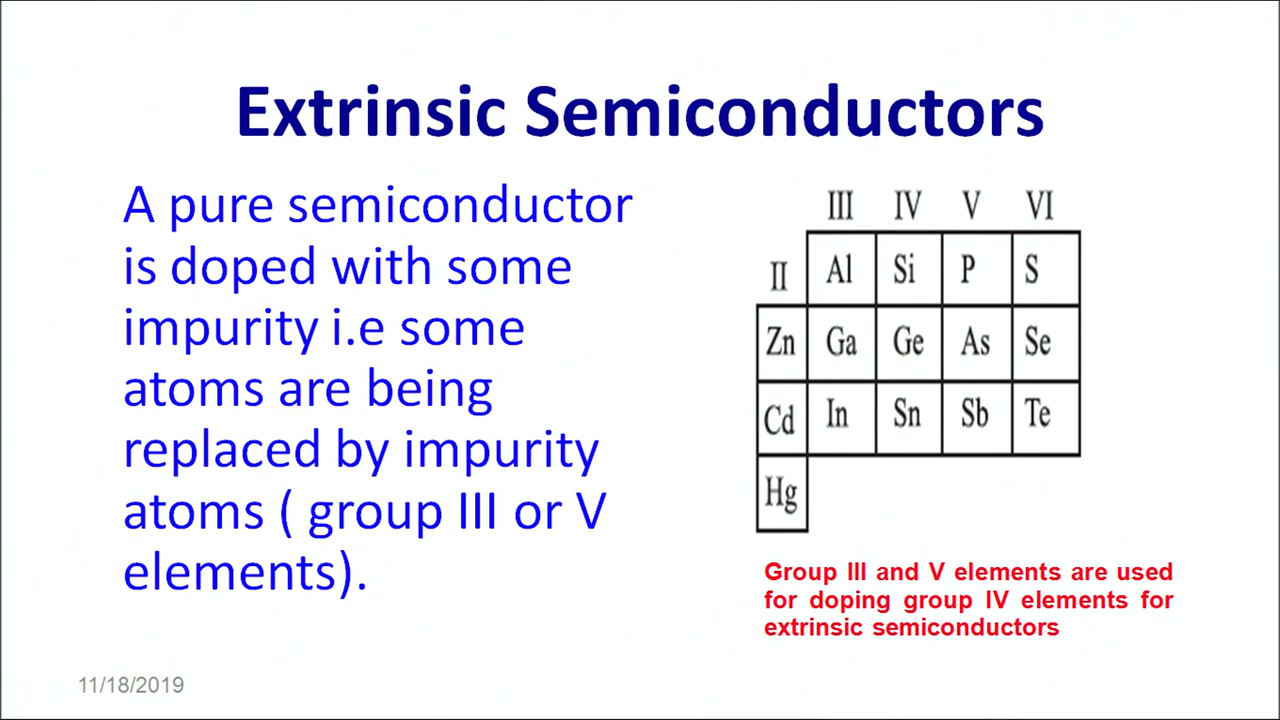 Extrinsic Semiconductors
A pure semiconductor
is doped with some
impurity i.e some
atoms are being
replaced by impurity
atoms ( group III or V
elements).
III IV V VI
II Al Si P S
Zn Ga Ge As Se
Cd In Sn Sb Te
Hg
Group III and V elements are used
for doping group IV elements for
extrinsic semiconductors
11/18/2019